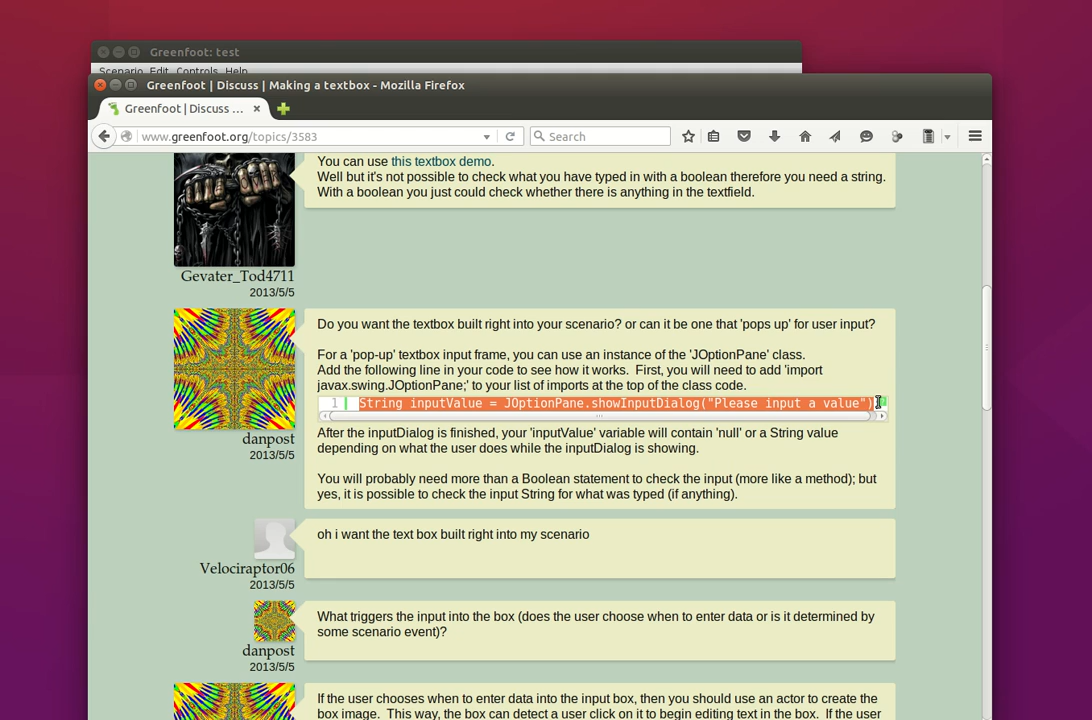 Greenfoot: test
Scenario Edit Controls Help
Greenfoot | Discuss | Making a textbox - Mozilla Firefox
Greenfoot | Discuss ...
www.greenfoot.org/topics/3583
Search
You can use this textbox demo.
Well but it's not possible to check what you have typed in with a boolean therefore you need a string.
With a boolean you just could check whether there is anything in the textfield.
Gevater_Tod4711
2013/5/5
Do you want the textbox built right into your scenario? or can it be one that 'pops up' for user input?
For a 'pop-up' textbox input frame, you can use an instance of the 'JOptionPane' class.
Add the following line in your code to see how it works. First, you will need to add 'import
javax.swing.JOptionPane;' to your list of imports at the top of the class code.
1 String inputValue = JOptionPane.showInputDialog("Please input a value")
After the inputDialog is finished, your 'inputValue' variable will contain 'null' or a String value
depending on what the user does while the inputDialog is showing.
You will probably need more than a Boolean statement to check the input (more like a method); but
yes, it is possible to check the input String for what was typed (if anything).
danpost
2013/5/5
oh i want the text box built right into my scenario
Velociraptor06
2013/5/5
What triggers the input into the box (does the user choose when to enter data or is it determined by
some scenario event)?
danpost
2013/5/5
If the user chooses when to enter data into the input box, then you should use an actor to create the
box image. This way, the box can detect a user click on it to begin editing text in the box. If the user